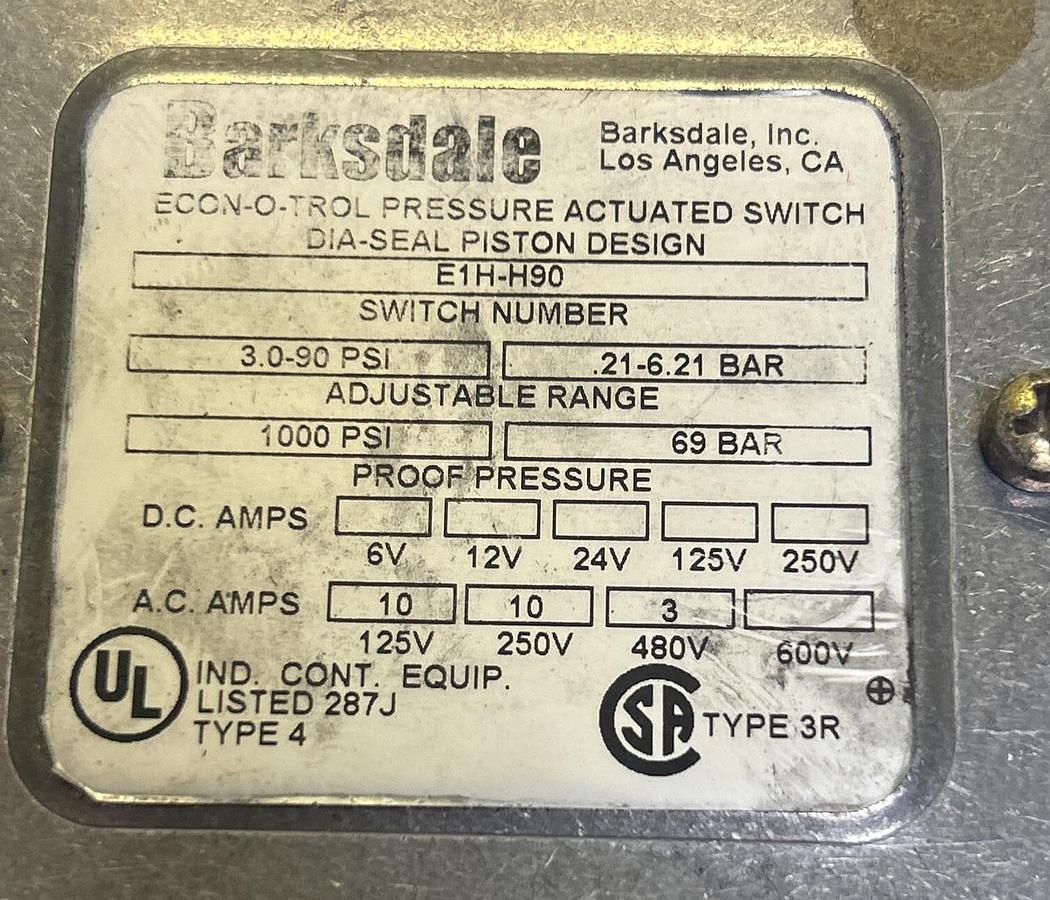 Barksdale
Barksdale, Inc.
Los Angeles, CA
ECON-O-TROL PRESSURE ACTUATED SWITCH
DIA-SEAL PISTON DESIGN
E1H-H90
SWITCH NUMBER
3.0-90 PSI .21-6.21 BAR
ADJUSTABLE RANGE
1000 PSI 69 BAR
PROOF PRESSURE
D.C. AMPS
6V 12V 24V 125V 250V
A.C. AMPS 10 10 3
125V 250V 480V 600V
UL
IND. CONT. EQUIP.
LISTED 287J
TYPE 4
SA TYPE 3R